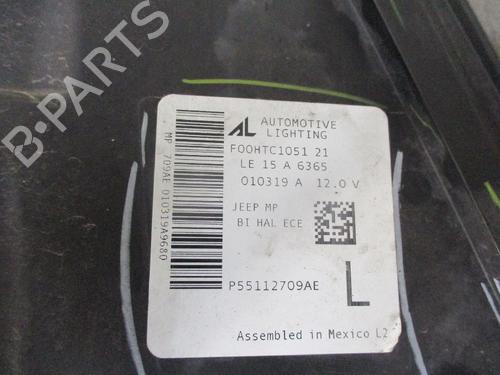 B-PARTS
AL AUTOMOTIVE
LIGHTING
F00HTC1051 21
LE 15 A 6365
010319 A 12.0 V
JEEP MP
BI HAL ECE
P55112709AE
L
Assembled in Mexico L2
MP 709AE 010319A9680